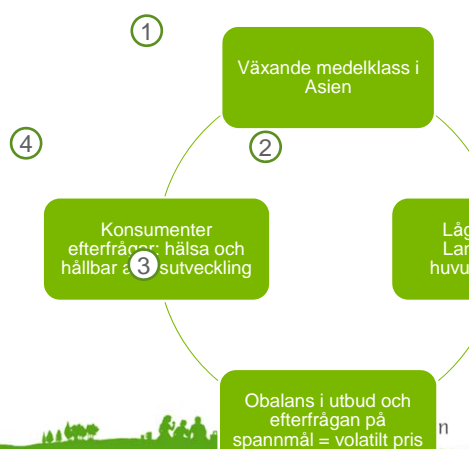 1
Växande medelklass i
Asien
4
2
Konsumenter
efterfrågar: hälsa och
hållbar
sutveckling
3
Obalans i utbud och
efterfrågan på
spannmål = volatilt pris
n